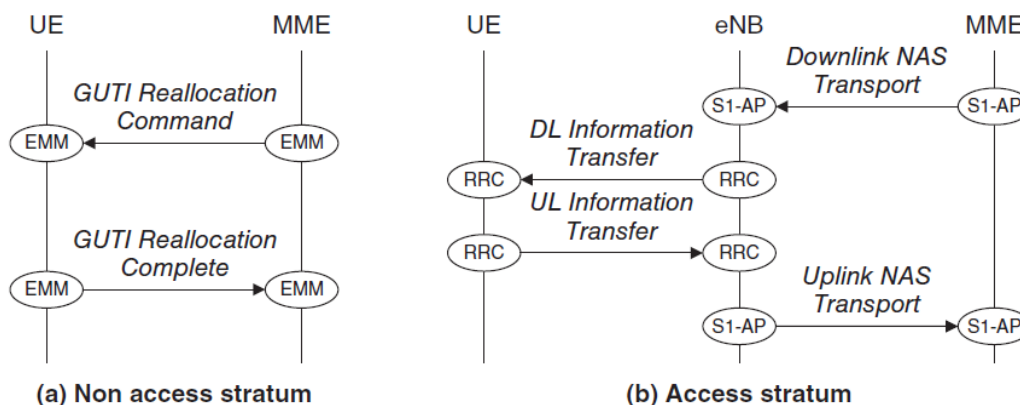 UE
MME
GUTI Reallocation
Command
EMM
EMM
GUTI Reallocation
Complete
EMM
EMM
(a) Non access stratum
UE
eNB
MME
Downlink NAS
Transport
S1-AP
S1-AP
DL Information
Transfer
RRC
RRC
UL Information
Transfer
RRC
RRC
Uplink NAS
Transport
S1-AP
S1-AP
(b) Access stratum